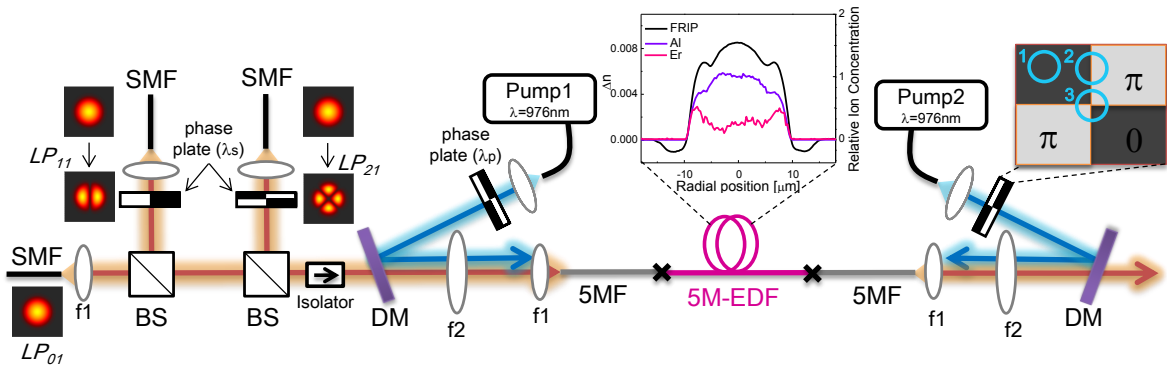 SMF
SMF
LP11
phase
plate (λs)
LP21
SMF
LP01
f1
BS
BS
Isolator
DM
phase
plate (λp)
Pump1
λ=976nm
f2
f1
5MF
FRIP
Al
Er
Δn
0.008
0.004
0.000
2
1
0
Relative Ion Concentration
-10
0
10
Radial position [μm]
5M-EDF
5MF
Pump2
λ=976nm
f1
f2
DM
1
2
3
π
π
0